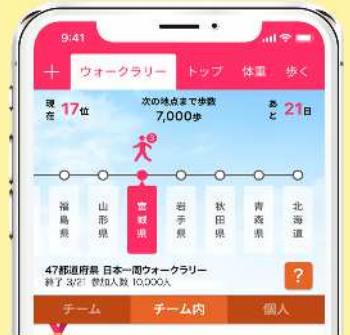 9:41
＋ ウォークラリー トップ 体重 歩く
現在 17位 次の地点まで歩数 あと 21日
7,000歩
3
福島県 山形県 宮城県 岩手県 秋田県 青森県 北海道
47都道府県 日本一周ウォークラリー
終了 3/21 参加人数 10,000人
?
チーム チーム内 個人